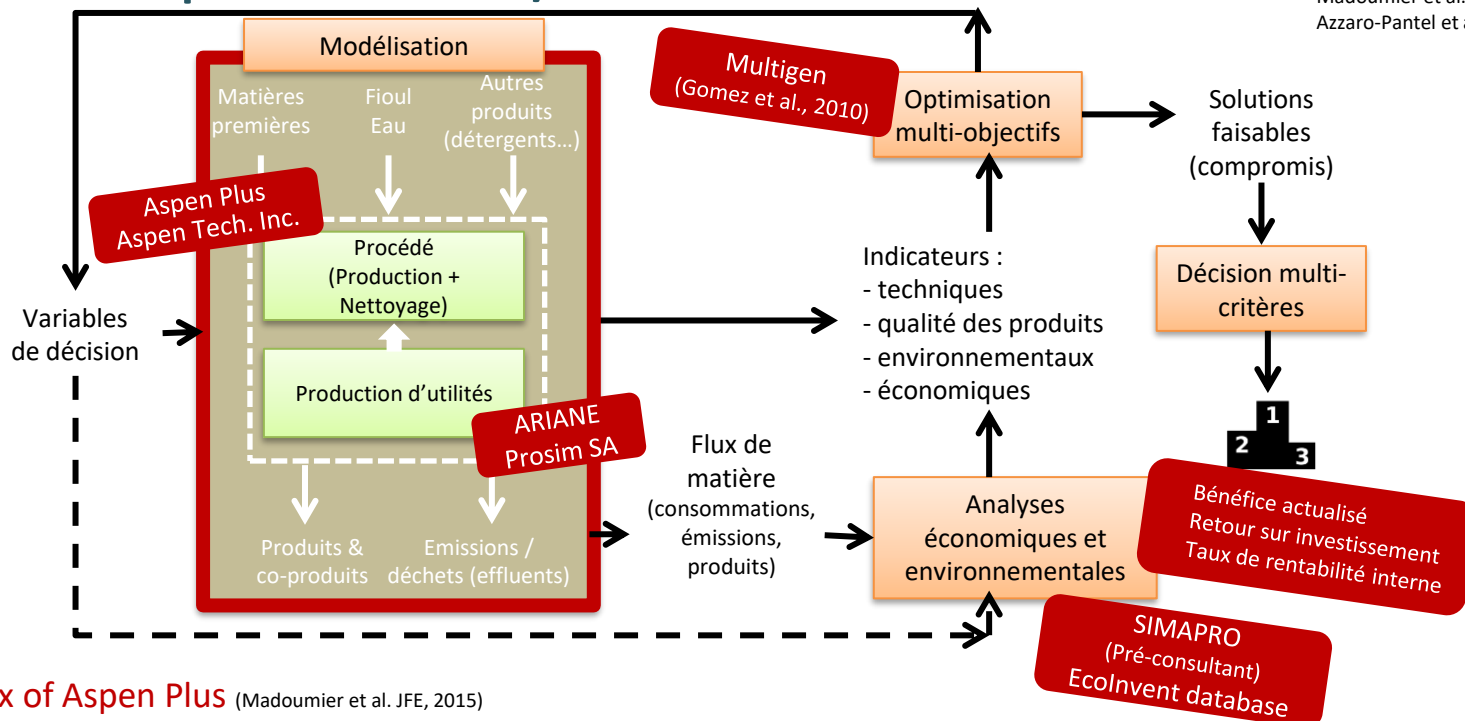 Madoumier et al.
Azzaro-Pantel et a
Modélisation
Matières
premières
Fioul
Eau
Autres
produits
(détergents…)
Aspen Plus
Aspen Tech. Inc.
Procédé
(Production +
Nettoyage)
Production d’utilités
ARIANE
Prosim SA
Produits &
co-produits
Emissions /
déchets (effluents)
Variables
de décision
Multigen
(Gomez et al., 2010)
Optimisation
multi-objectifs
Solutions
faisables
(compromis)
Indicateurs :
- techniques
- qualité des produits
- environnementaux
- économiques
Décision multi-
critères
1
2
3
Flux de
matière
(consommations,
émissions,
produits)
Analyses
économiques et
environnementales
Bénéfice actualisé
Retour sur investissement
Taux de rentabilité interne
SIMAPRO
(Pré-consultant)
EcoInvent database
x of Aspen Plus (Madoumier et al. JFE, 2015)